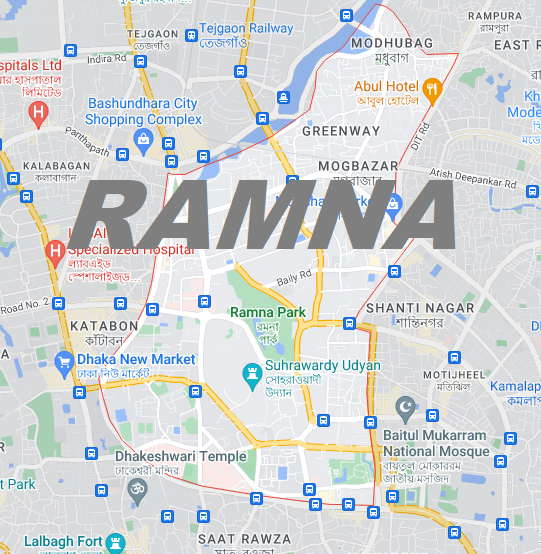 RAMPURA
রামপুরা
TEJGAON
তেজগাঁও
Tejgaon Railway
তেজগাঁও
MODHUBAG
মধুবাগ
EAST R
Indira Rd
spitals Ltd
লিমিটেড
Abul Hotel
আবুল হোটেল
Bashundhara City
Shopping Complex
Panthapath
GREENWAY
DIT Rd
KALABAGAN
কলাবাগান
MOGBAZAR
Atish Deepankar Rd
RAMNA
Specialized Hospital
ল্যাবএইড
স্পেশালাইজড...
Baily Rd
Road No. 2
Ramna Park
রমনা
পার্ক
SHANTI NAGAR
শান্তিনগর
KATABON
কাঁটাবন
Dhaka New Market
ঢাকা নিউ মার্কেট
Suhrawardy Udyan
সোহরাওয়ার্দী
উদ্যান
MOTIJHEEL
মতিঝিল
Kamalap
কমলাপ
Baitul Mukarram
National Mosque
বায়তুল মোকাররম
জাতীয় মসজিদ
Dhakeshwari Temple
ঢাকেশ্বরী মন্দির
t Park
Lalbagh Fort
SAAT RAWZA